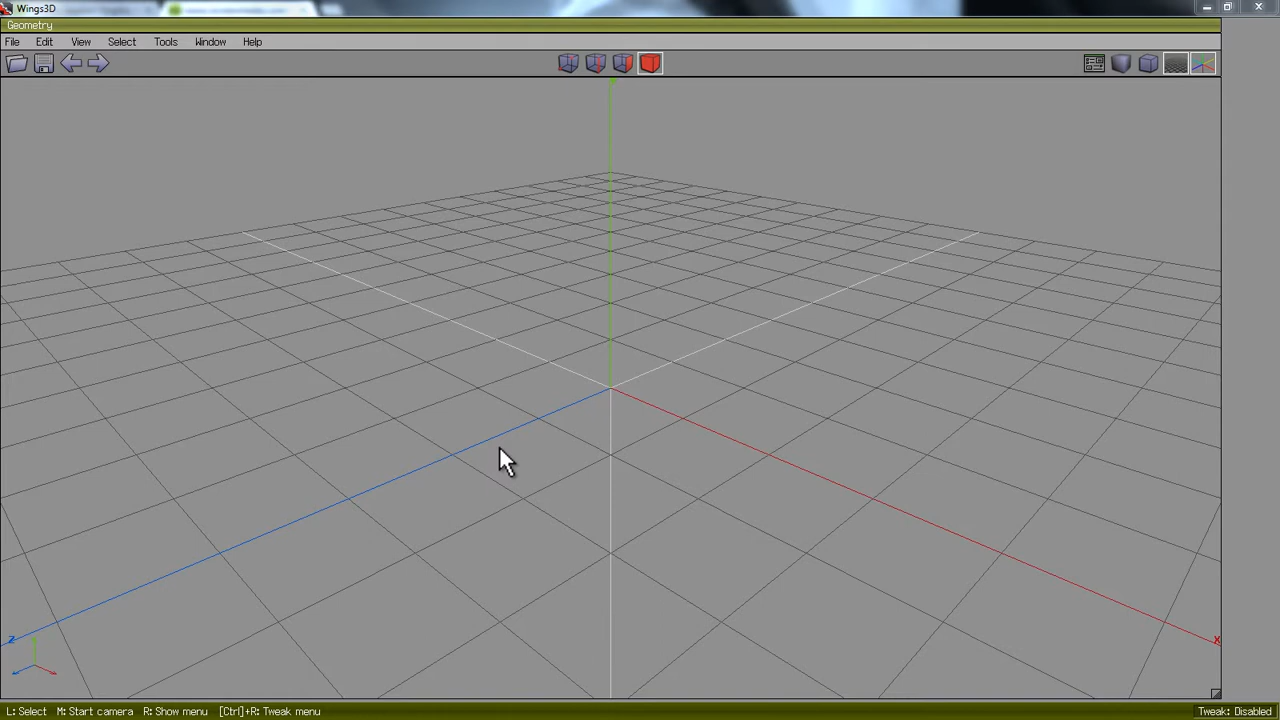 Wings3D
Geometry
File Edit View Select Tools Window Help
Y
Z
X
L: Select M: Start camera R: Show menu [Ctrl]+R: Tweak menu
Tweak: Disabled